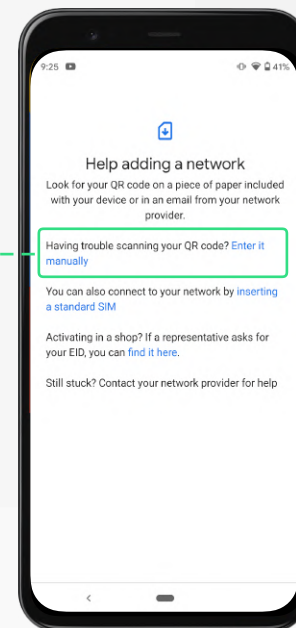 9:25 41%
Help adding a network
Look for your QR code on a piece of paper included
with your device or in an email from your network
provider.
Having trouble scanning your QR code? Enter it
manually
You can also connect to your network by inserting
a standard SIM
Activating in a shop? If a representative asks for
your EID, you can find it here.
Still stuck? Contact your network provider for help